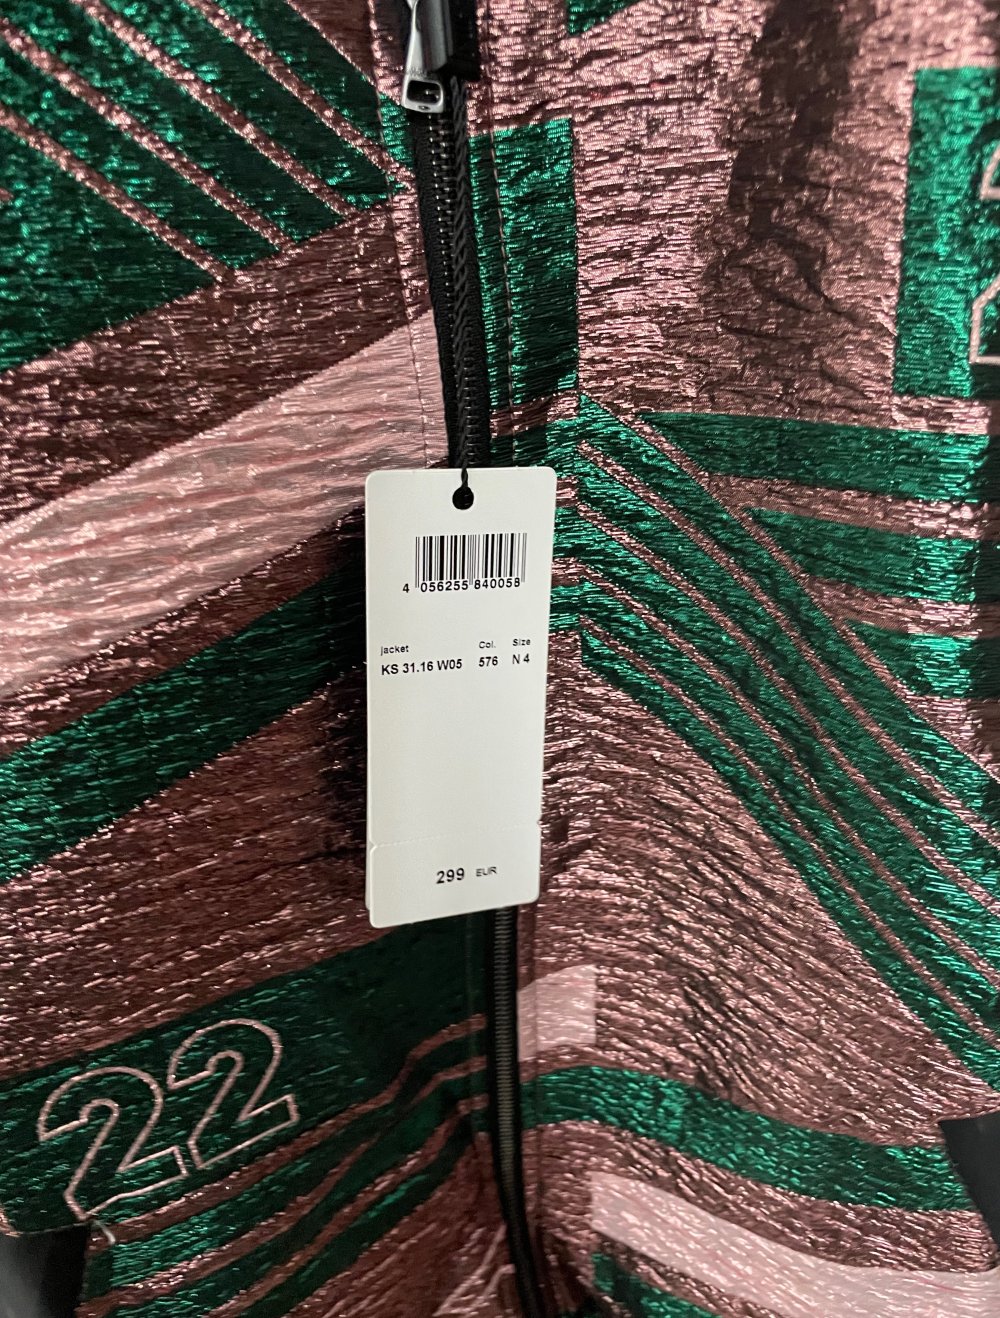 4 056255 840058
jacket Col. Size
KS 31.16 W05 576 N 4
299 EUR
22